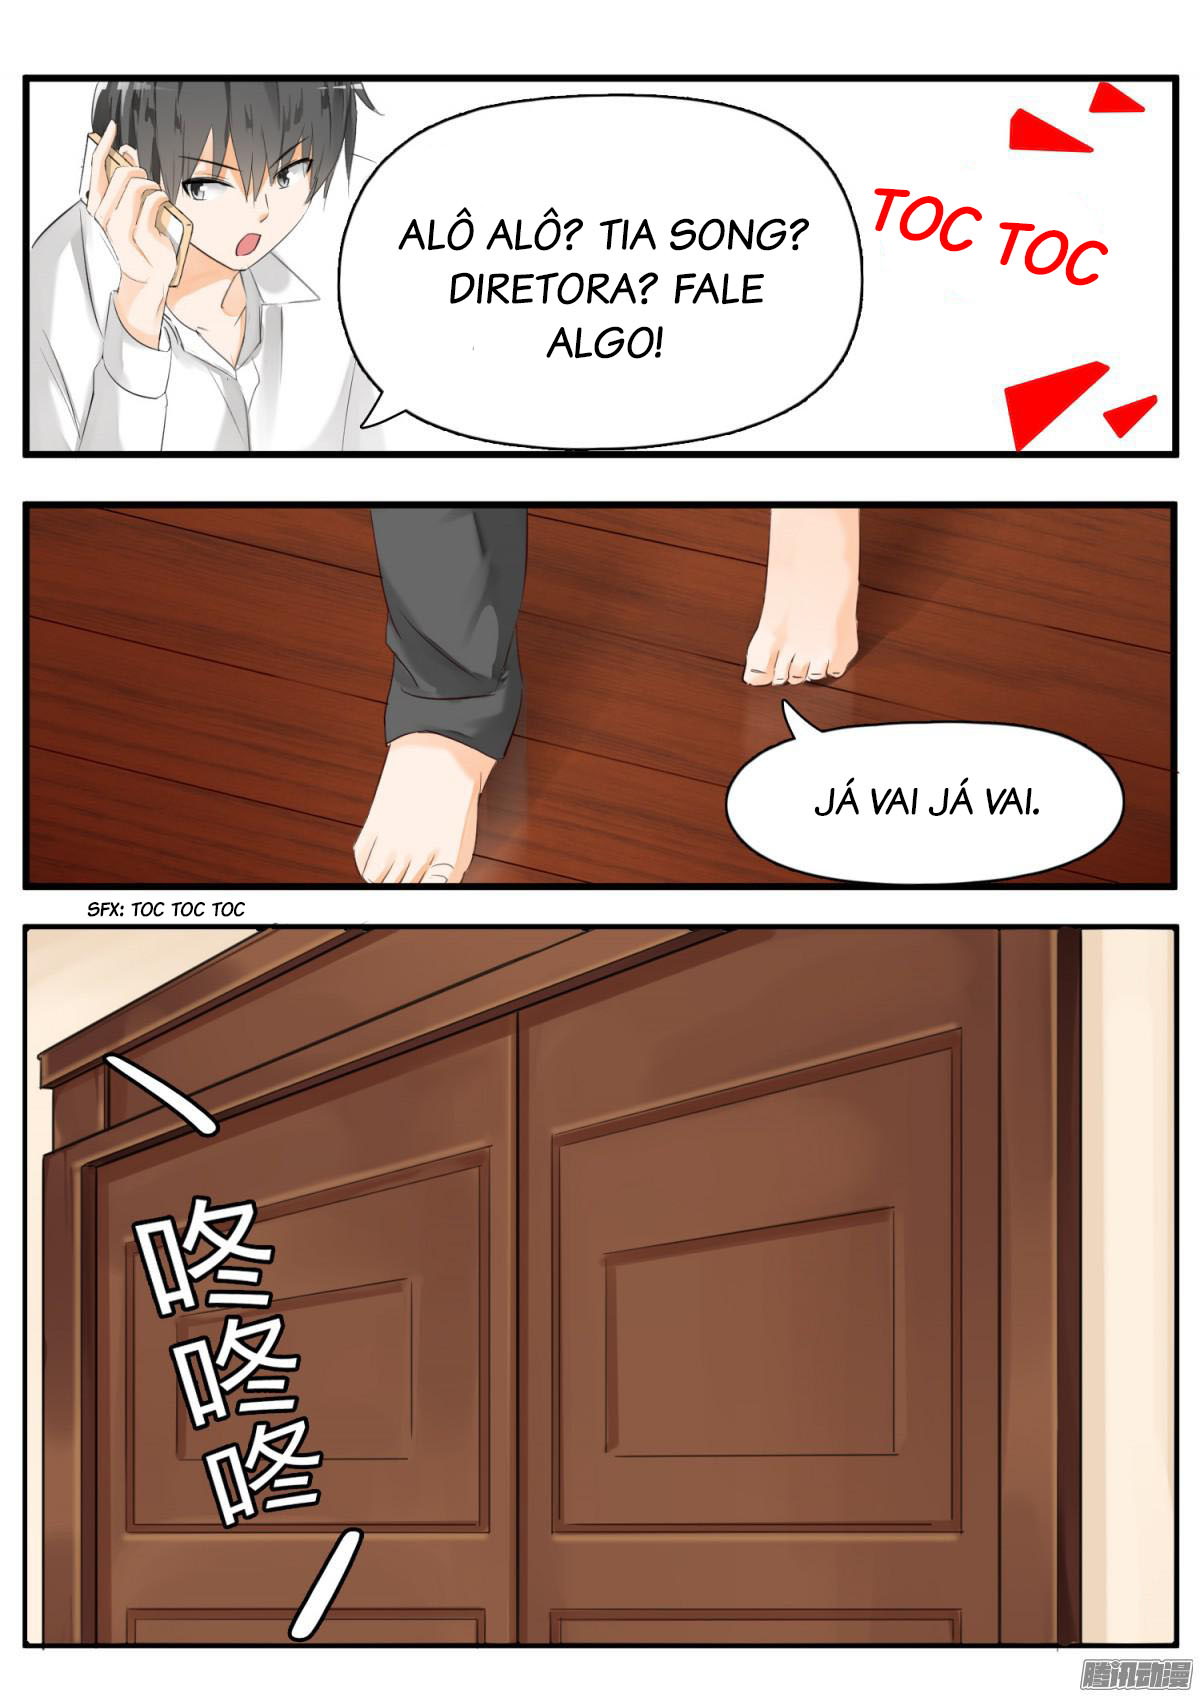 ALÔ ALÔ? TIA SONG?
DIRETORA? FALE
ALGO!
TOC TOC
JÁ VAI JÁ VAI.
SFX: TOC TOC TOC
咚
咚
咚
腾讯动漫